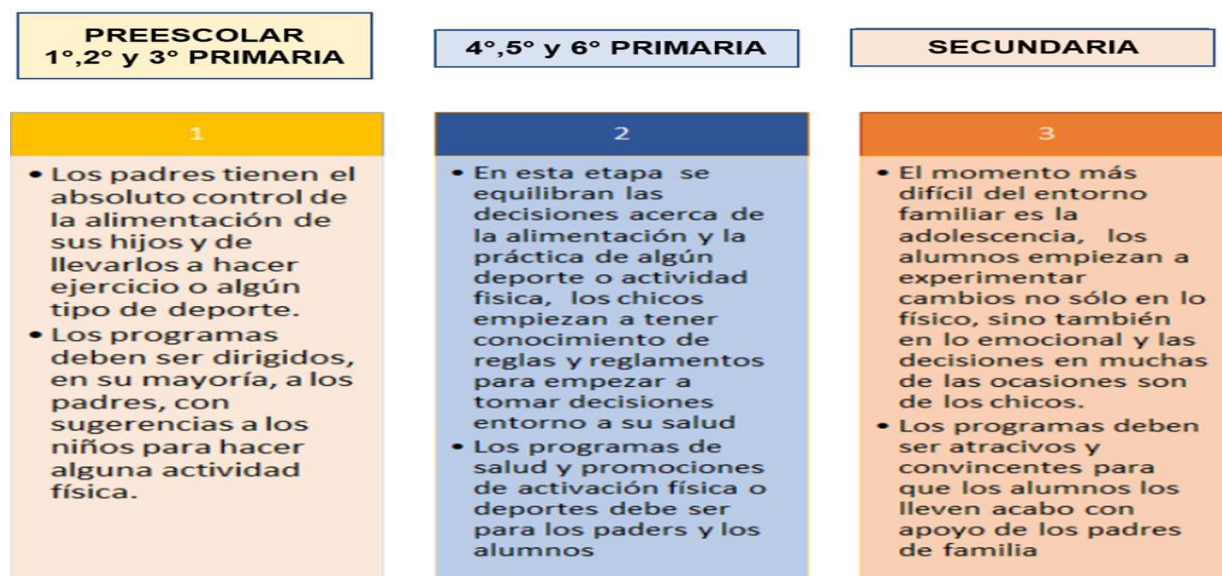 PREESCOLAR
1°,2° y 3° PRIMARIA
1
• Los padres tienen el
absoluto control de
la alimentación de
sus hijos y de
llevarlos a hacer
ejercicio o algún
tipo de deporte.
• Los programas
deben ser dirigidos,
en su mayoría, a los
padres, con
sugerencias a los
niños para hacer
alguna actividad
física.
4°,5° y 6° PRIMARIA
2
• En esta etapa se
equilibran las
decisiones acerca de
la alimentación y la
práctica de algún
deporte o actividad
fisica, los chicos
empiezan a tener
conocimiento de
reglas y reglamentos
para empezar a
tomar decisiones
entorno a su salud
• Los programas de
salud y promociones
de activación física o
deportes debe ser
para los paders y los
alumnos
SECUNDARIA
3
• El momento más
difícil del entorno
familiar es la
adolescencia, los
alumnos empiezan a
experimentar
cambios no sólo en lo
físico, sino también
en lo emocional y las
decisiones en muchas
de las ocasiones son
de los chicos.
• Los programas deben
ser atracivos y
convincentes para
que los alumnos los
lleven acabo con
apoyo de los padres
de familia